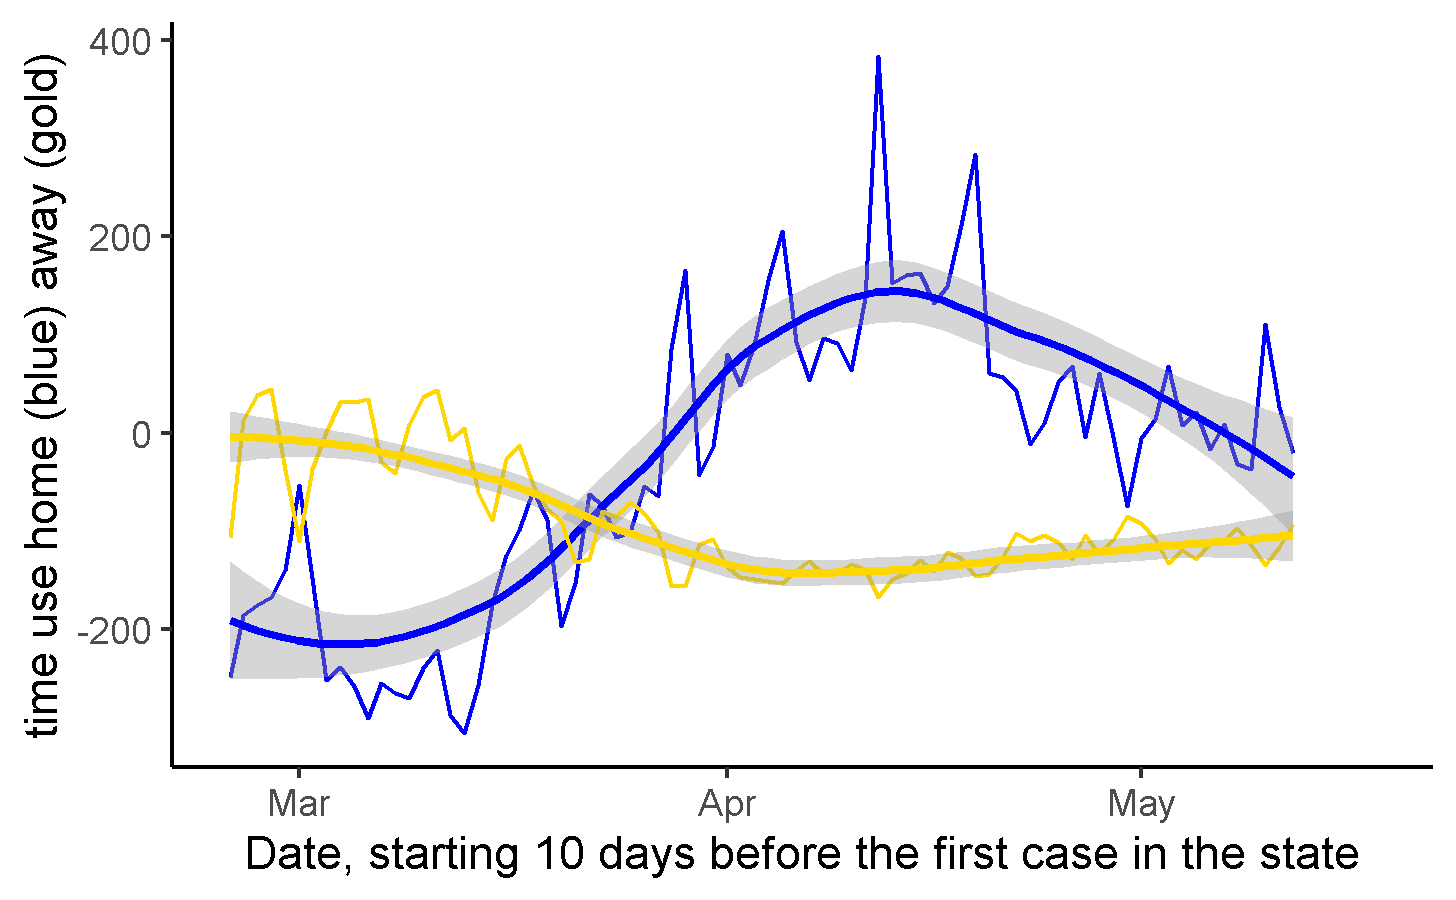 time use home (blue) away (gold)
400
200
0
-200
Mar
Apr
May
Date, starting 10 days before the first case in the state